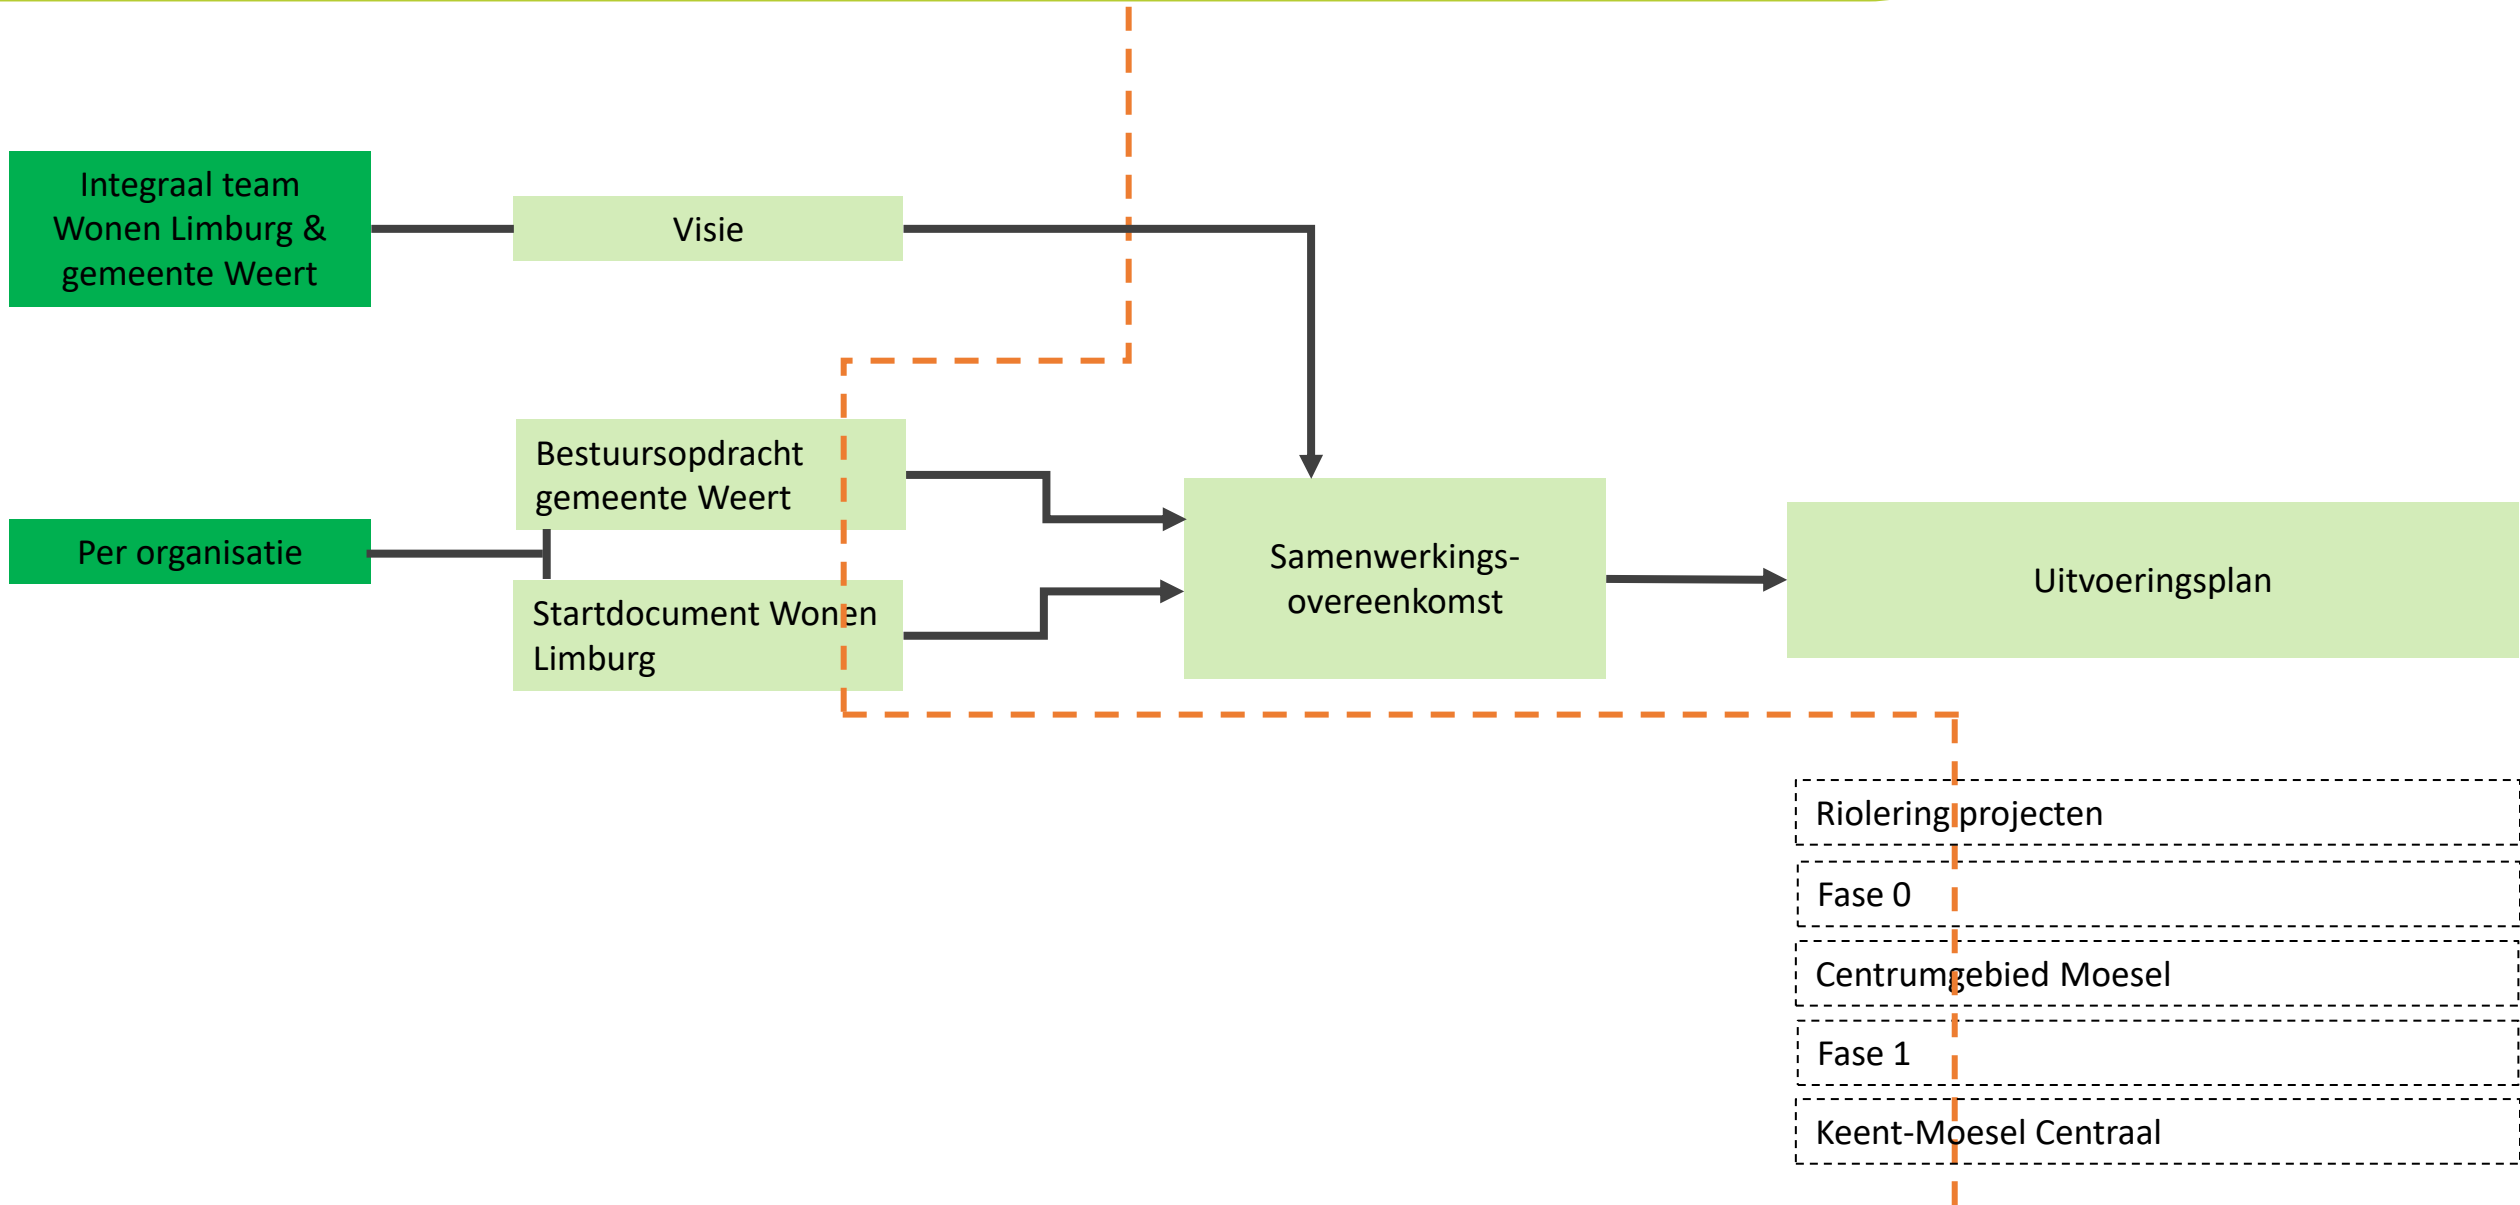 Integraal team
Wonen Limburg &
gemeente Weert
Visie
Bestuursopdracht
gemeente Weert
Per organisatie
Startdocument Wonen
Limburg
Samenwerkings-
overeenkomst
Uitvoeringsplan
Riolering projecten
Fase 0
Centrumgebied Moesel
Fase 1
Keent-Moesel Centraal